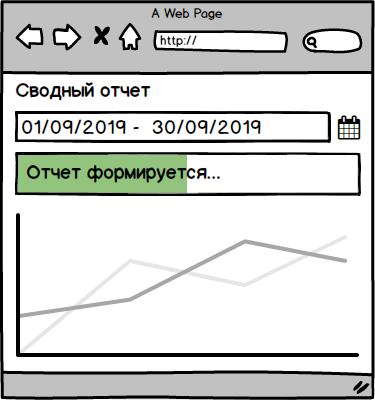 A Web Page
http://
Сводный отчет
01/09/2019 - 30/09/2019
Отчет формируется...